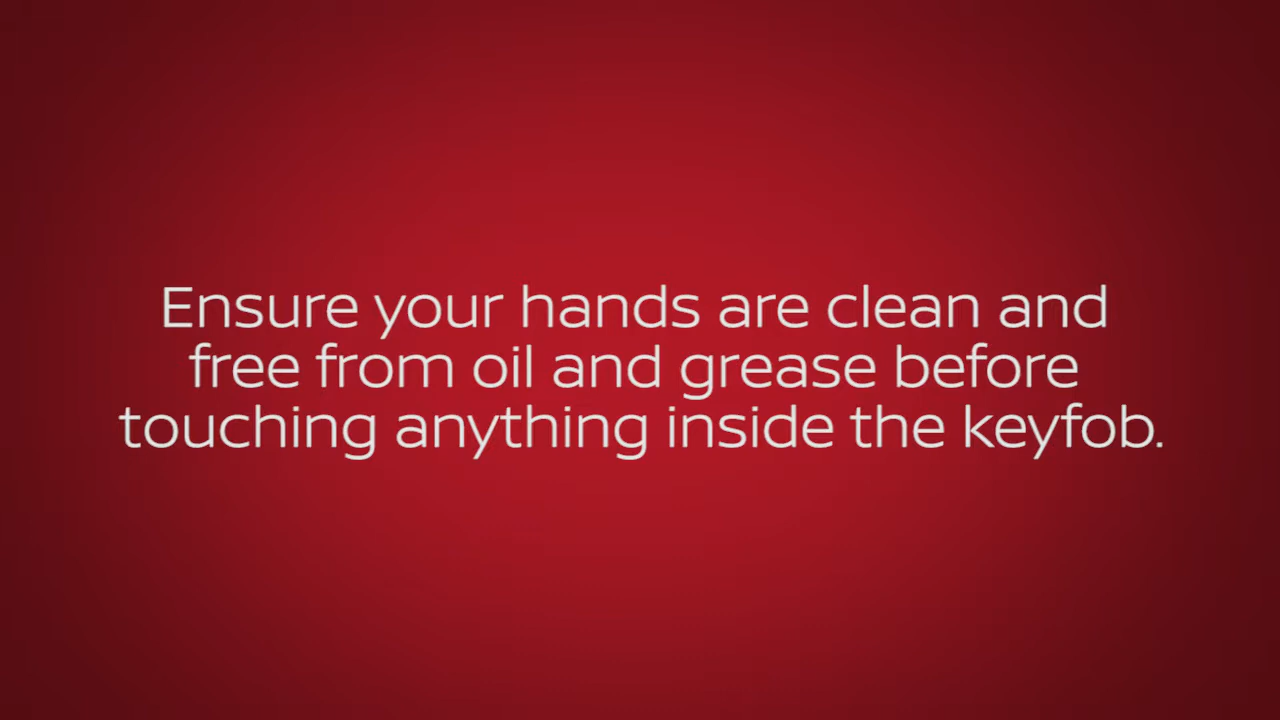 Ensure your hands are clean and
free from oil and grease before
touching anything inside the keyfob.